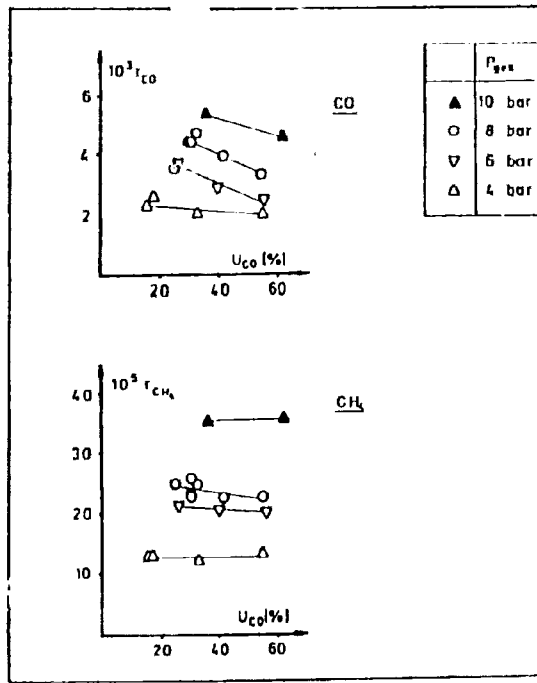 10³ r_CO
CO
6
4
2
U_CO (%)
20 40 60
P_ges
▲ 10 bar
○ 8 bar
▽ 6 bar
△ 4 bar
10⁵ r_CH₄
CH₄
40
30
20
10
U_CO (%)
20 40 60